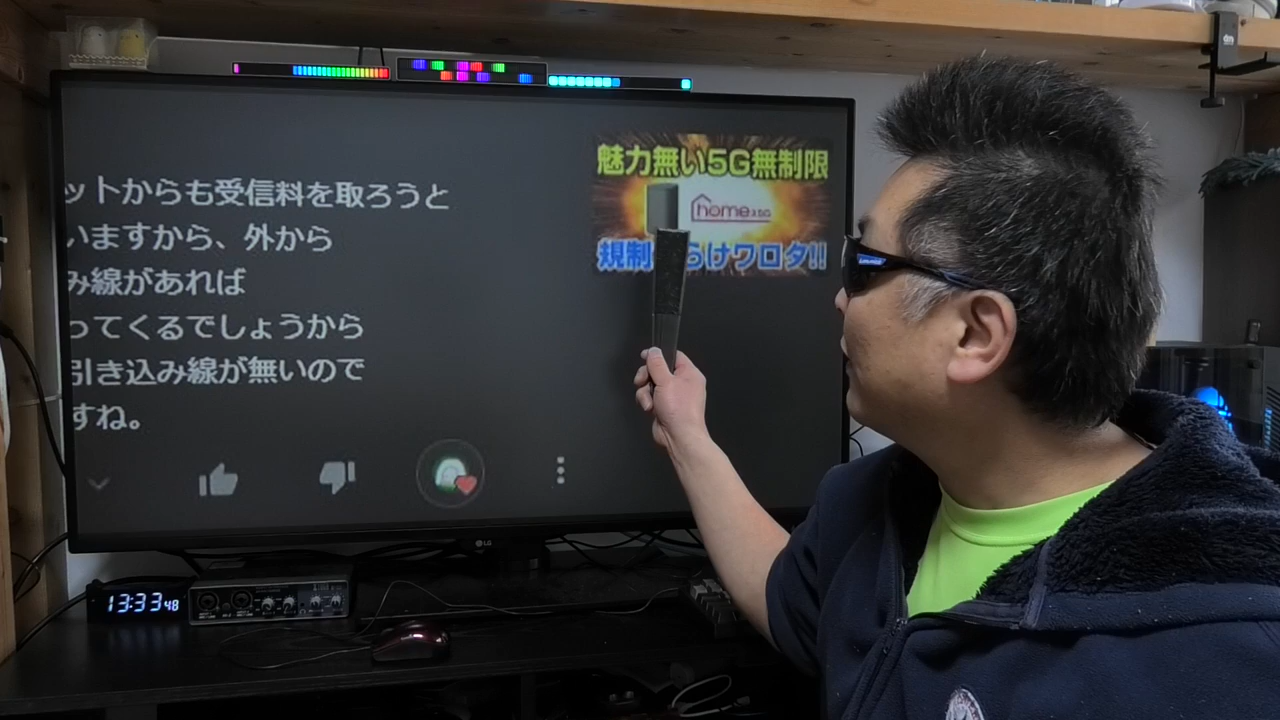 魅力無い5G無制限
home 5G
規制 らけワロタ!!
ットからも受信料を取ろうと
いますから、外から
み線があれば
ってくるでしょうから
引き込み線が無いので
すね。
LG
13:33 48